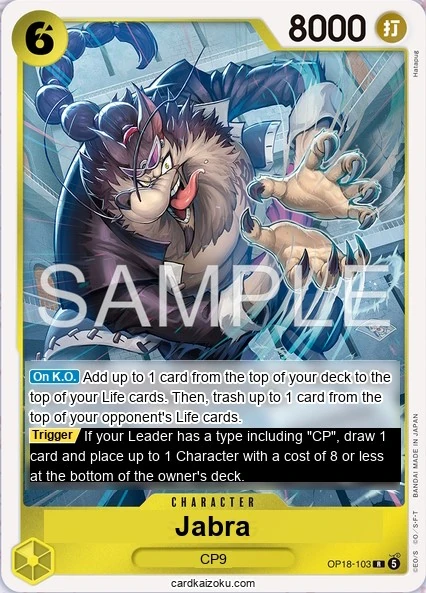 6
8000 打
Hatapug
SAMPLE
On K.O. Add up to 1 card from the top of your deck to the
top of your Life cards. Then, trash up to 1 card from the
top of your opponent's Life cards.
Trigger If your Leader has a type including "CP", draw 1
card and place up to 1 Character with a cost of 8 or less
at the bottom of the owner's deck.
CHARACTER
Jabra
CP9
OP18-103 R 5
©E.O/S ©O./S-F-T BANDAI MADE IN JAPAN
cardkaizoku.com